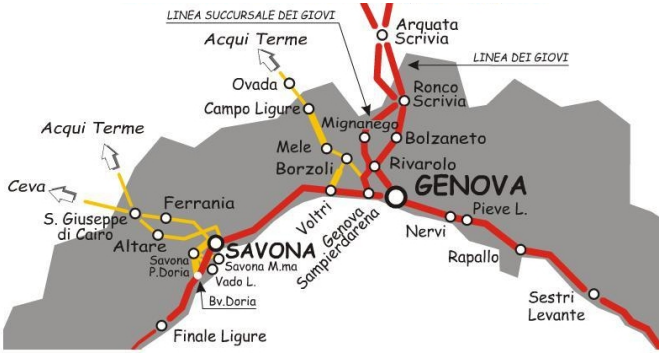 LINEA SUCCURSALE DEI GIOVI
Arquata
Scrivia
Acqui Terme
LINEA DEI GIOVI
Ovada
Ronco
Scrivia
Campo Ligure
Mignanego
Acqui Terme
Bolzaneto
Mele
Borzoli
Rivarolo
Ceva
Ferrania
GENOVA
S. Giuseppe
di Cairo
Voltri
Genova
Sampierdarena
Pieve L.
Nervi
Altare
SAVONA
Savona
P.Doria
Savona M.ma
Rapallo
Vado L.
Bv.Doria
Sestri
Levante
Finale Ligure